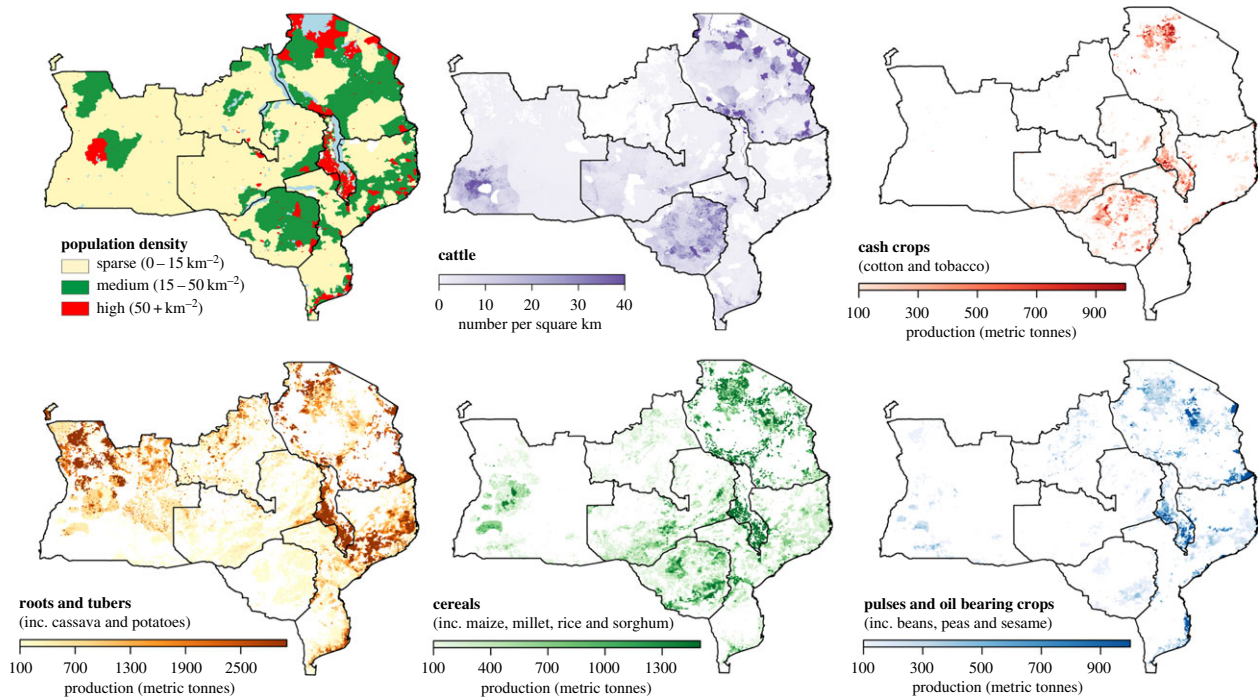 population density
sparse (0 – 15 km⁻²)
medium (15 – 50 km⁻²)
high (50 + km⁻²)
cattle
0 10 20 30 40
number per square km
cash crops
(cotton and tobacco)
100 300 500 700 900
production (metric tonnes)
roots and tubers
(inc. cassava and potatoes)
100 700 1300 1900 2500
production (metric tonnes)
cereals
(inc. maize, millet, rice and sorghum)
100 400 700 1000 1300
production (metric tonnes)
pulses and oil bearing crops
(inc. beans, peas and sesame)
100 300 500 700 900
production (metric tonnes)